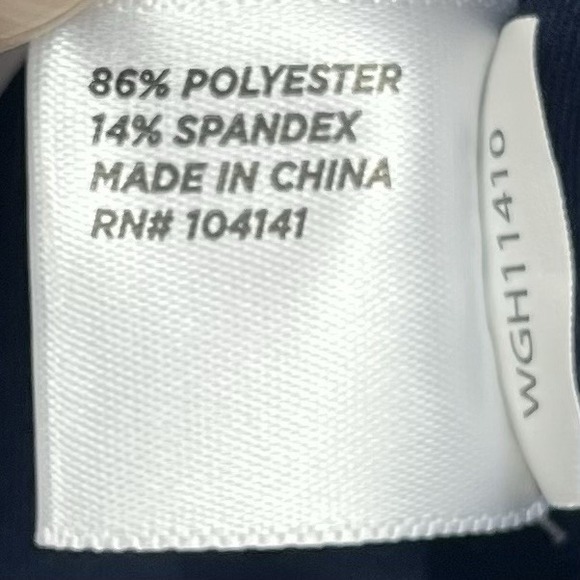 86% POLYESTER
14% SPANDEX
MADE IN CHINA
RN# 104141
WGH11410